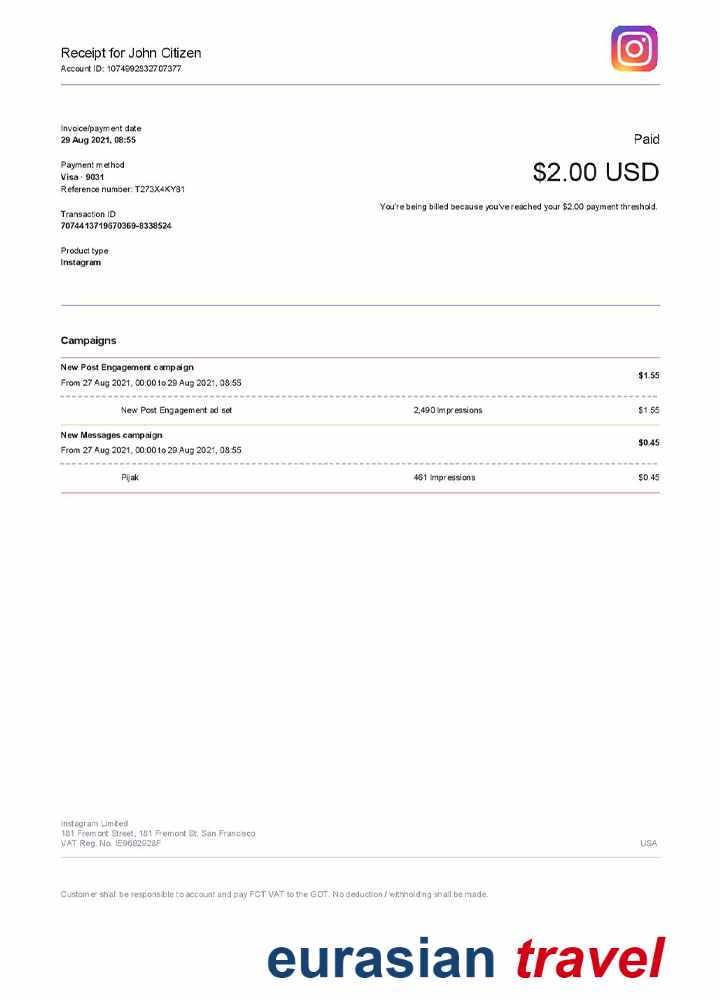 Receipt for John Citizen
Account ID: 1074992832707377
Invoice/payment date
29 Aug 2021, 08:55
Paid
Payment method
$2.00 USD
Visa · 9031
Reference number: T273X4KY81
You're being billed because you've reached your $2.00 payment threshold.
Transaction ID
7074413719670369-8338524
Product type
Instagram
Campaigns
New Post Engagement campaign
$1.55
From 27 Aug 2021, 00:00 to 29 Aug 2021, 08:55
New Post Engagement ad set 2,490 Impressions $1.55
New Messages campaign
$0.45
From 27 Aug 2021, 00:00 to 29 Aug 2021, 08:55
Pijak 461 Impressions $0.45
Instagram Limited
181 Fremont Street, 181 Fremont St, San Francisco
VAT Reg. No. IE9682928F USA
Customer shall be responsible to account and pay FCT VAT to the GDT. No deduction / withholding shall be made.
eurasian travel